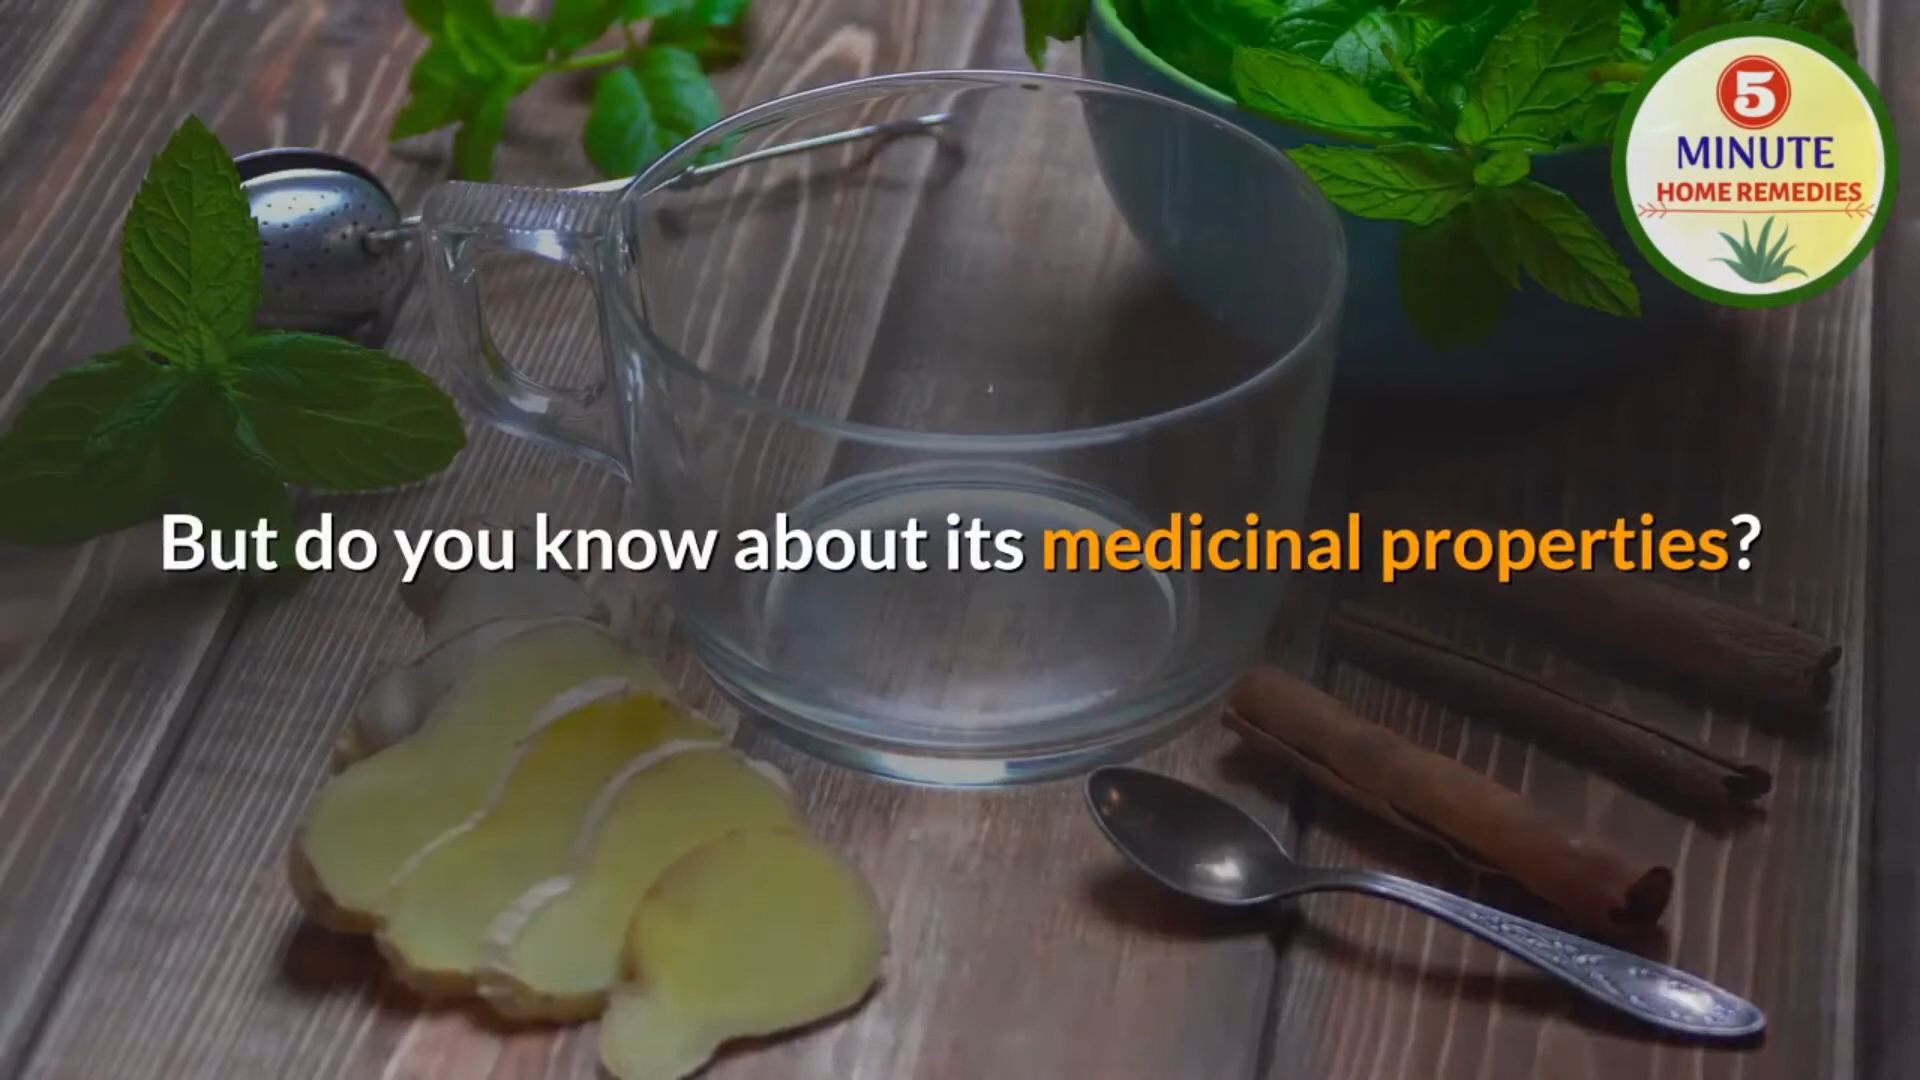 5
MINUTE
HOME REMEDIES
But do you know about its medicinal properties?